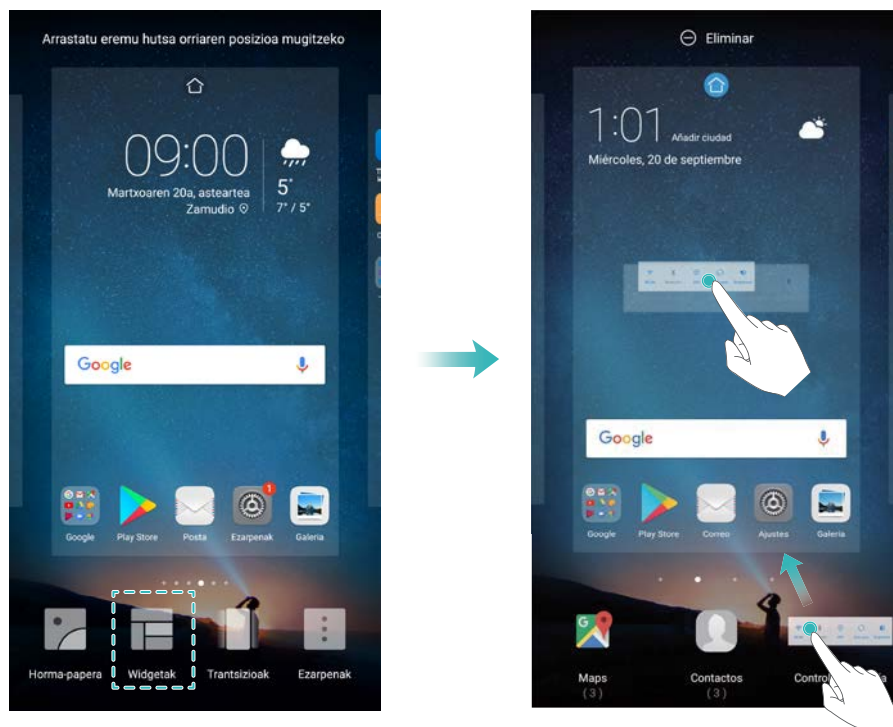 Arrastatu eremu hutsa orriaren posizioa mugitzeko
09:00
Martxoaren 20a, asteartea
Zamudio
5°
7° / 5°
Google
Google
Play Store
Posta
1
Ezarpenak
Galeria
Horma-papera
Widgetak
Trantsizioak
Ezarpenak
Eliminar
1:01
Añadir ciudad
Miércoles, 20 de septiembre
Google
Google
Play Store
Correo
Ajustes
Galería
Maps
(3)
Contactos
(3)